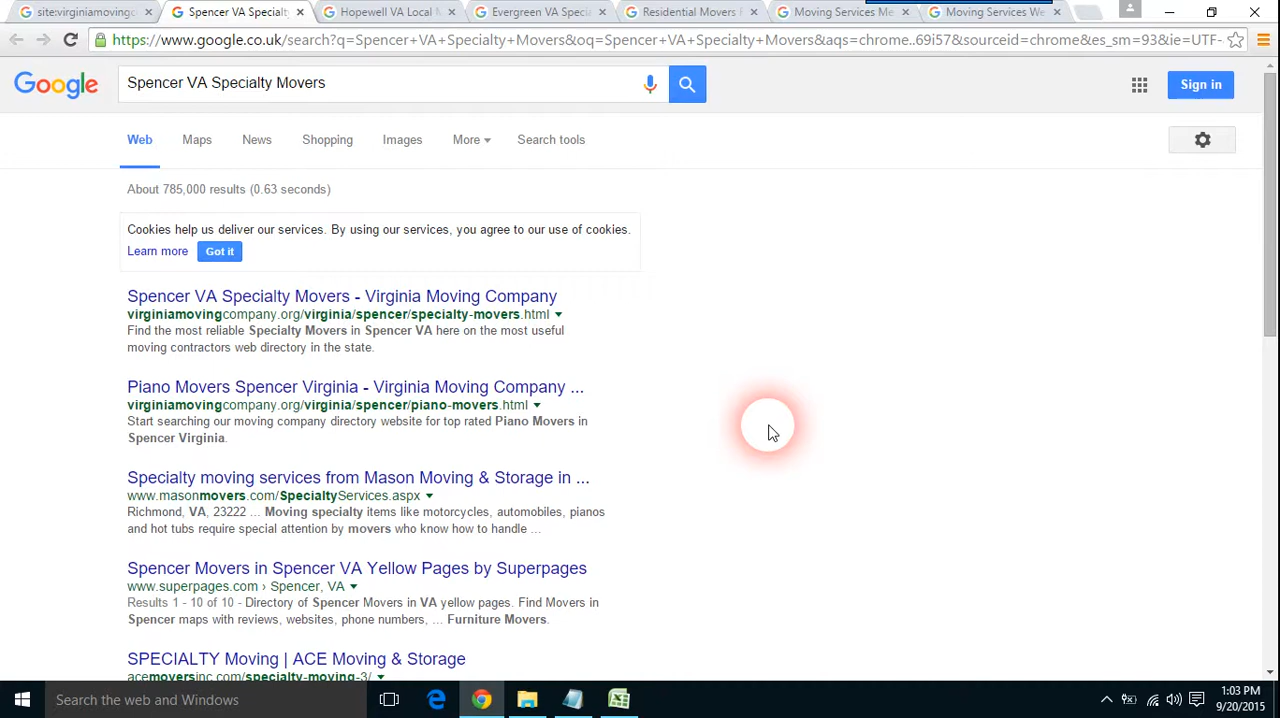 site:virginiamovingc
Spencer VA Specialty
Hopewell VA Local M
Evergreen VA Speci
Residential Movers F
Moving Services Me
Moving Services We
https://www.google.co.uk/search?q=Spencer+VA+Specialty+Movers&oq=Spencer+VA+Specialty+Movers&aqs=chrome..69i57&sourceid=chrome&es_sm=93&ie=UTF-
Google
Spencer VA Specialty Movers
Sign in
Web Maps News Shopping Images More Search tools
About 785,000 results (0.63 seconds)
Cookies help us deliver our services. By using our services, you agree to our use of cookies.
Learn more Got it
Spencer VA Specialty Movers - Virginia Moving Company
virginiamovingcompany.org/virginia/spencer/specialty-movers.html
Find the most reliable Specialty Movers in Spencer VA here on the most useful
moving contractors web directory in the state.
Piano Movers Spencer Virginia - Virginia Moving Company ...
virginiamovingcompany.org/virginia/spencer/piano-movers.html
Start searching our moving company directory website for top rated Piano Movers in
Spencer Virginia.
Specialty moving services from Mason Moving & Storage in ...
www.masonmovers.com/SpecialtyServices.aspx
Richmond, VA, 23222 ... Moving specialty items like motorcycles, automobiles, pianos
and hot tubs require special attention by movers who know how to handle ...
Spencer Movers in Spencer VA Yellow Pages by Superpages
www.superpages.com › Spencer, VA
Results 1 - 10 of 10 - Directory of Spencer Movers in VA yellow pages. Find Movers in
Spencer maps with reviews, websites, phone numbers, ... Furniture Movers.
SPECIALTY Moving | ACE Moving & Storage
acemoversinc.com/specialty-moving-3/
Search the web and Windows
1:03 PM
9/20/2015